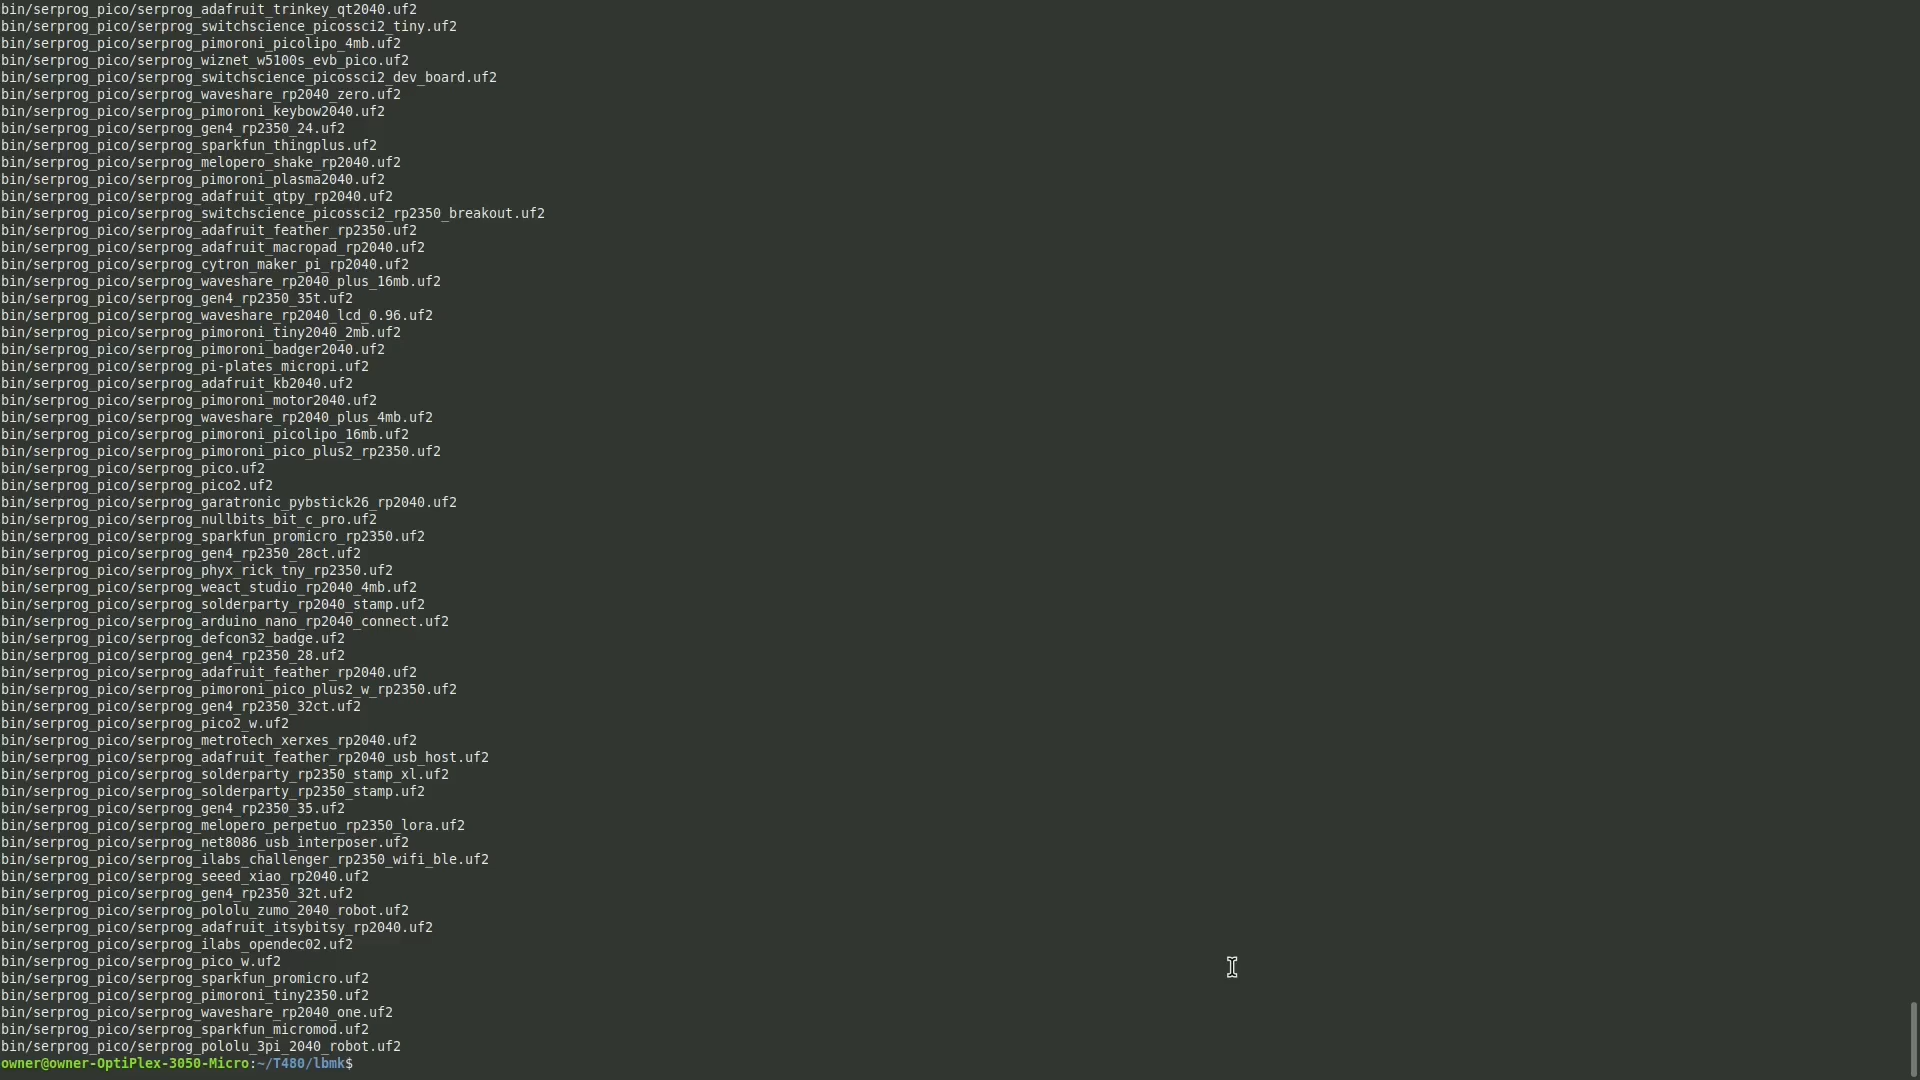 bin/serprog_pico/serprog_adafruit_trinkey_qt2040.uf2
bin/serprog_pico/serprog_switchscience_picossci2_tiny.uf2
bin/serprog_pico/serprog_pimoroni_picolipo_4mb.uf2
bin/serprog_pico/serprog_wiznet_w5100s_evb_pico.uf2
bin/serprog_pico/serprog_switchscience_picossci2_dev_board.uf2
bin/serprog_pico/serprog_waveshare_rp2040_zero.uf2
bin/serprog_pico/serprog_pimoroni_keybow2040.uf2
bin/serprog_pico/serprog_gen4_rp2350_24.uf2
bin/serprog_pico/serprog_sparkfun_thingplus.uf2
bin/serprog_pico/serprog_melopero_shake_rp2040.uf2
bin/serprog_pico/serprog_pimoroni_plasma2040.uf2
bin/serprog_pico/serprog_adafruit_qtpy_rp2040.uf2
bin/serprog_pico/serprog_switchscience_picossci2_rp2350_breakout.uf2
bin/serprog_pico/serprog_adafruit_feather_rp2350.uf2
bin/serprog_pico/serprog_adafruit_macropad_rp2040.uf2
bin/serprog_pico/serprog_cytron_maker_pi_rp2040.uf2
bin/serprog_pico/serprog_waveshare_rp2040_plus_16mb.uf2
bin/serprog_pico/serprog_gen4_rp2350_35t.uf2
bin/serprog_pico/serprog_waveshare_rp2040_lcd_0.96.uf2
bin/serprog_pico/serprog_pimoroni_tiny2040_2mb.uf2
bin/serprog_pico/serprog_pimoroni_badger2040.uf2
bin/serprog_pico/serprog_pi-plates_micropi.uf2
bin/serprog_pico/serprog_adafruit_kb2040.uf2
bin/serprog_pico/serprog_pimoroni_motor2040.uf2
bin/serprog_pico/serprog_waveshare_rp2040_plus_4mb.uf2
bin/serprog_pico/serprog_pimoroni_picolipo_16mb.uf2
bin/serprog_pico/serprog_pimoroni_pico_plus2_rp2350.uf2
bin/serprog_pico/serprog_pico.uf2
bin/serprog_pico/serprog_pico2.uf2
bin/serprog_pico/serprog_garatronic_pybstick26_rp2040.uf2
bin/serprog_pico/serprog_nullbits_bit_c_pro.uf2
bin/serprog_pico/serprog_sparkfun_promicro_rp2350.uf2
bin/serprog_pico/serprog_gen4_rp2350_28ct.uf2
bin/serprog_pico/serprog_phyx_rick_tny_rp2350.uf2
bin/serprog_pico/serprog_weact_studio_rp2040_4mb.uf2
bin/serprog_pico/serprog_solderparty_rp2040_stamp.uf2
bin/serprog_pico/serprog_arduino_nano_rp2040_connect.uf2
bin/serprog_pico/serprog_defcon32_badge.uf2
bin/serprog_pico/serprog_gen4_rp2350_28.uf2
bin/serprog_pico/serprog_adafruit_feather_rp2040.uf2
bin/serprog_pico/serprog_pimoroni_pico_plus2_w_rp2350.uf2
bin/serprog_pico/serprog_gen4_rp2350_32ct.uf2
bin/serprog_pico/serprog_pico2_w.uf2
bin/serprog_pico/serprog_metrotech_xerxes_rp2040.uf2
bin/serprog_pico/serprog_adafruit_feather_rp2040_usb_host.uf2
bin/serprog_pico/serprog_solderparty_rp2350_stamp_xl.uf2
bin/serprog_pico/serprog_solderparty_rp2350_stamp.uf2
bin/serprog_pico/serprog_gen4_rp2350_35.uf2
bin/serprog_pico/serprog_melopero_perpetuo_rp2350_lora.uf2
bin/serprog_pico/serprog_net8086_usb_interposer.uf2
bin/serprog_pico/serprog_ilabs_challenger_rp2350_wifi_ble.uf2
bin/serprog_pico/serprog_seeed_xiao_rp2040.uf2
bin/serprog_pico/serprog_gen4_rp2350_32t.uf2
bin/serprog_pico/serprog_pololu_zumo_2040_robot.uf2
bin/serprog_pico/serprog_adafruit_itsybitsy_rp2040.uf2
bin/serprog_pico/serprog_ilabs_opendec02.uf2
bin/serprog_pico/serprog_pico_w.uf2
bin/serprog_pico/serprog_sparkfun_promicro.uf2
bin/serprog_pico/serprog_pimoroni_tiny2350.uf2
bin/serprog_pico/serprog_waveshare_rp2040_one.uf2
bin/serprog_pico/serprog_sparkfun_micromod.uf2
bin/serprog_pico/serprog_pololu_3pi_2040_robot.uf2
owner@owner-OptiPlex-3050-Micro:~/T480/lbmk$